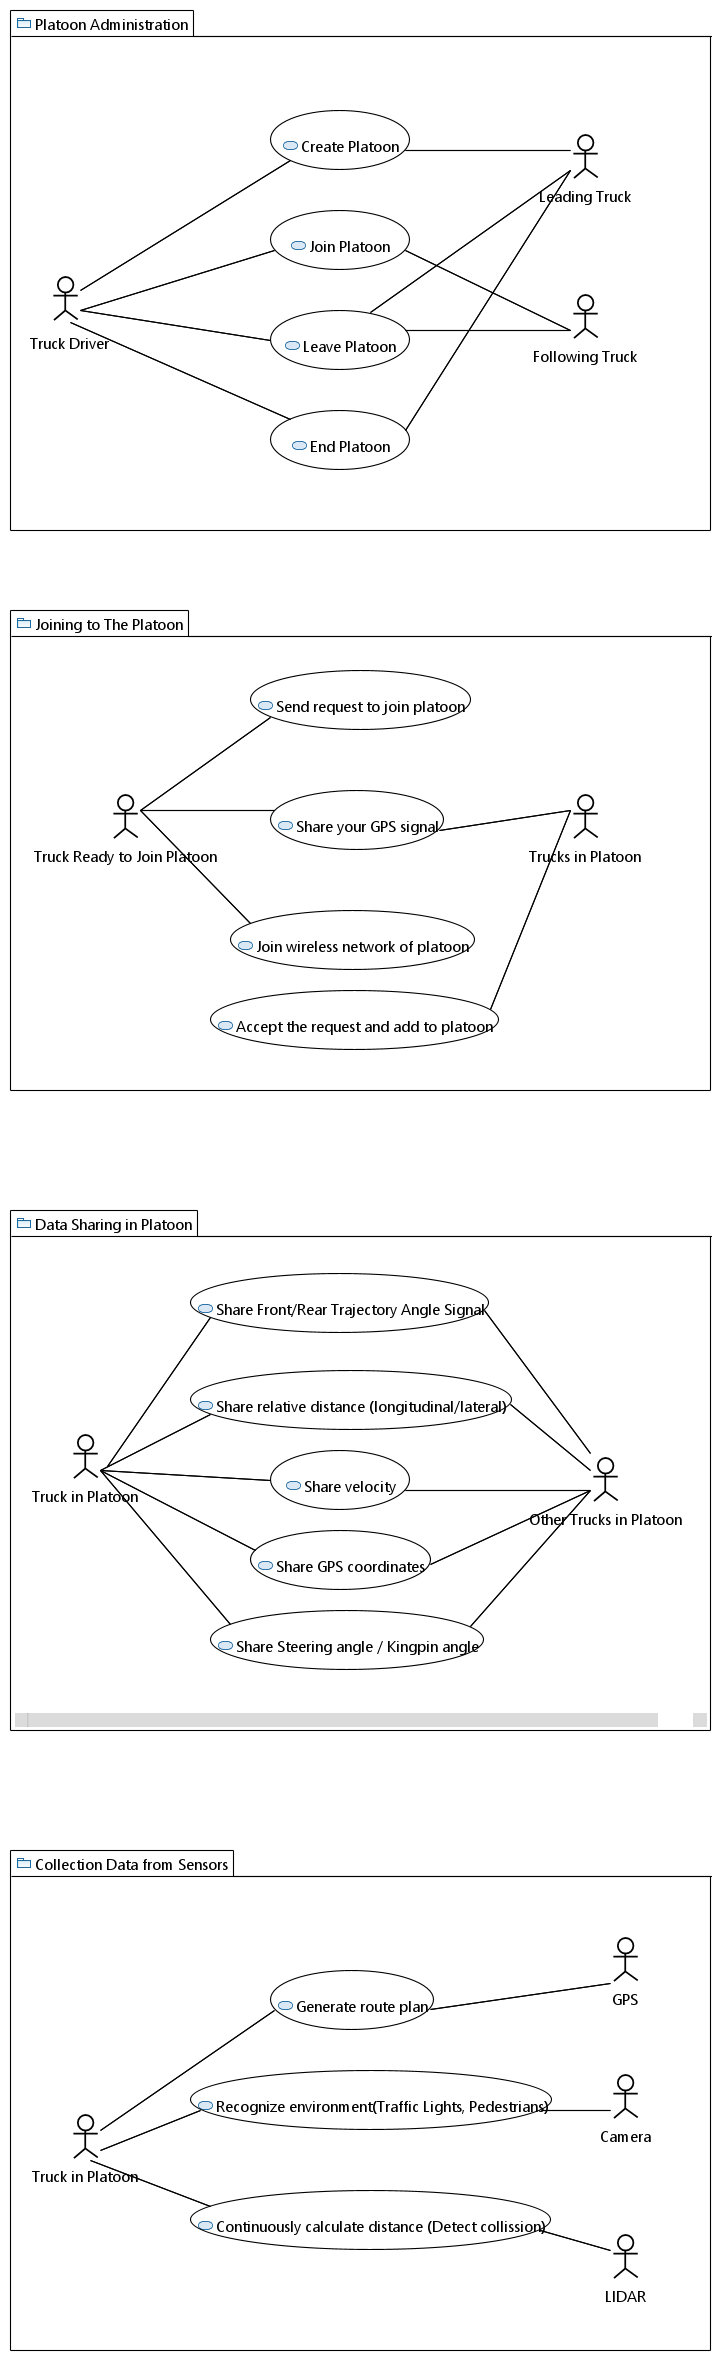 Platoon Administration
Create Platoon
Leading Truck
Join Platoon
Truck Driver
Leave Platoon
Following Truck
End Platoon
Joining to The Platoon
Send request to join platoon
Share your GPS signal
Truck Ready to Join Platoon
Trucks in Platoon
Join wireless network of platoon
Accept the request and add to platoon
Data Sharing in Platoon
Share Front/Rear Trajectory Angle Signal
Share relative distance (longitudinal/lateral)
Share velocity
Truck in Platoon
Other Trucks in Platoon
Share GPS coordinates
Share Steering angle / Kingpin angle
Collection Data from Sensors
GPS
Generate route plan
Recognize environment(Traffic Lights, Pedestrians)
Camera
Truck in Platoon
Continuously calculate distance (Detect collission)
LIDAR